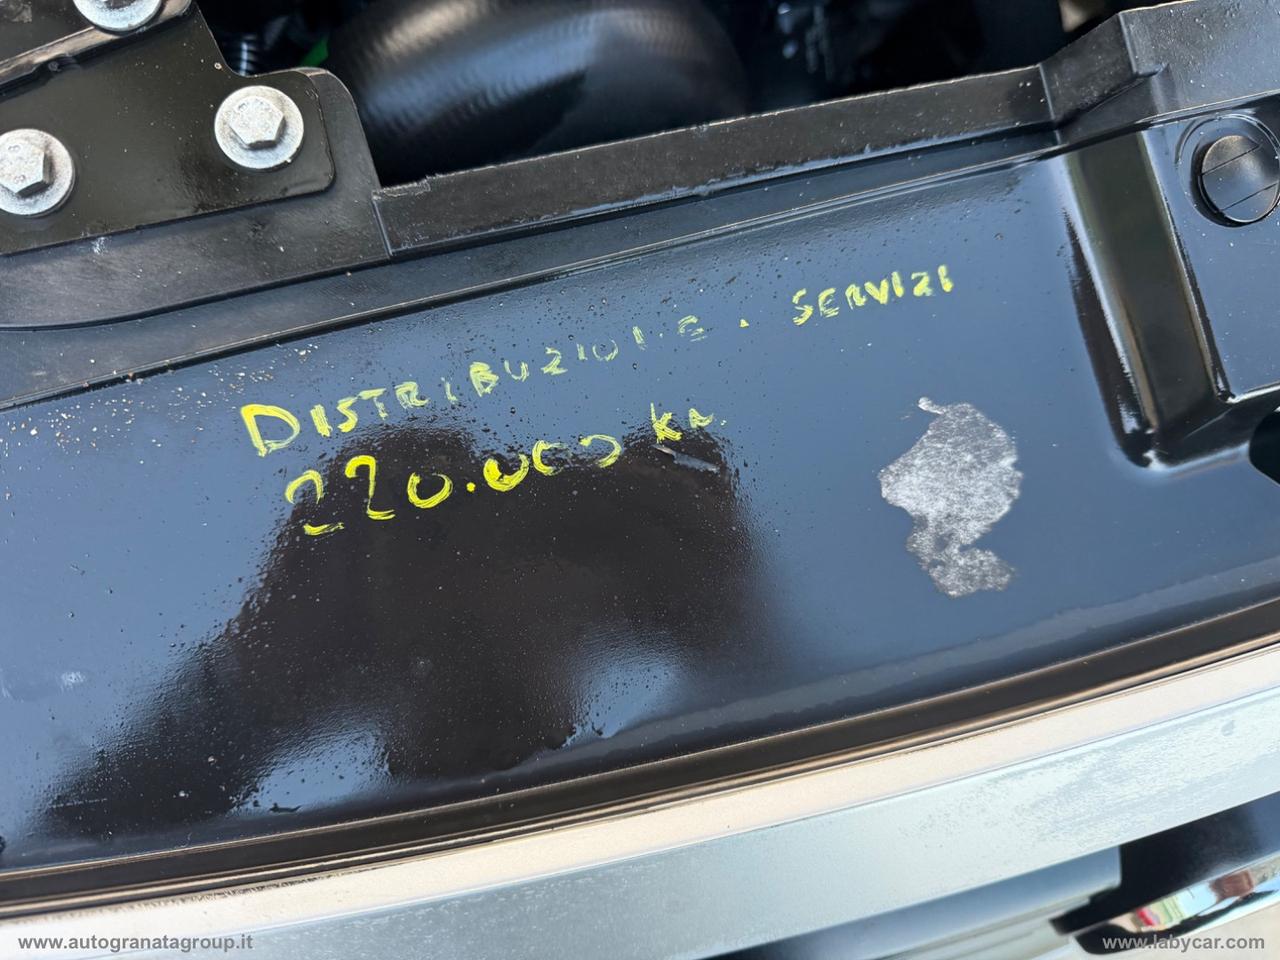 DISTRIBUZIONE . SERVIZI
220.000 Km
www.autogranatagroup.it
www.labycar.com